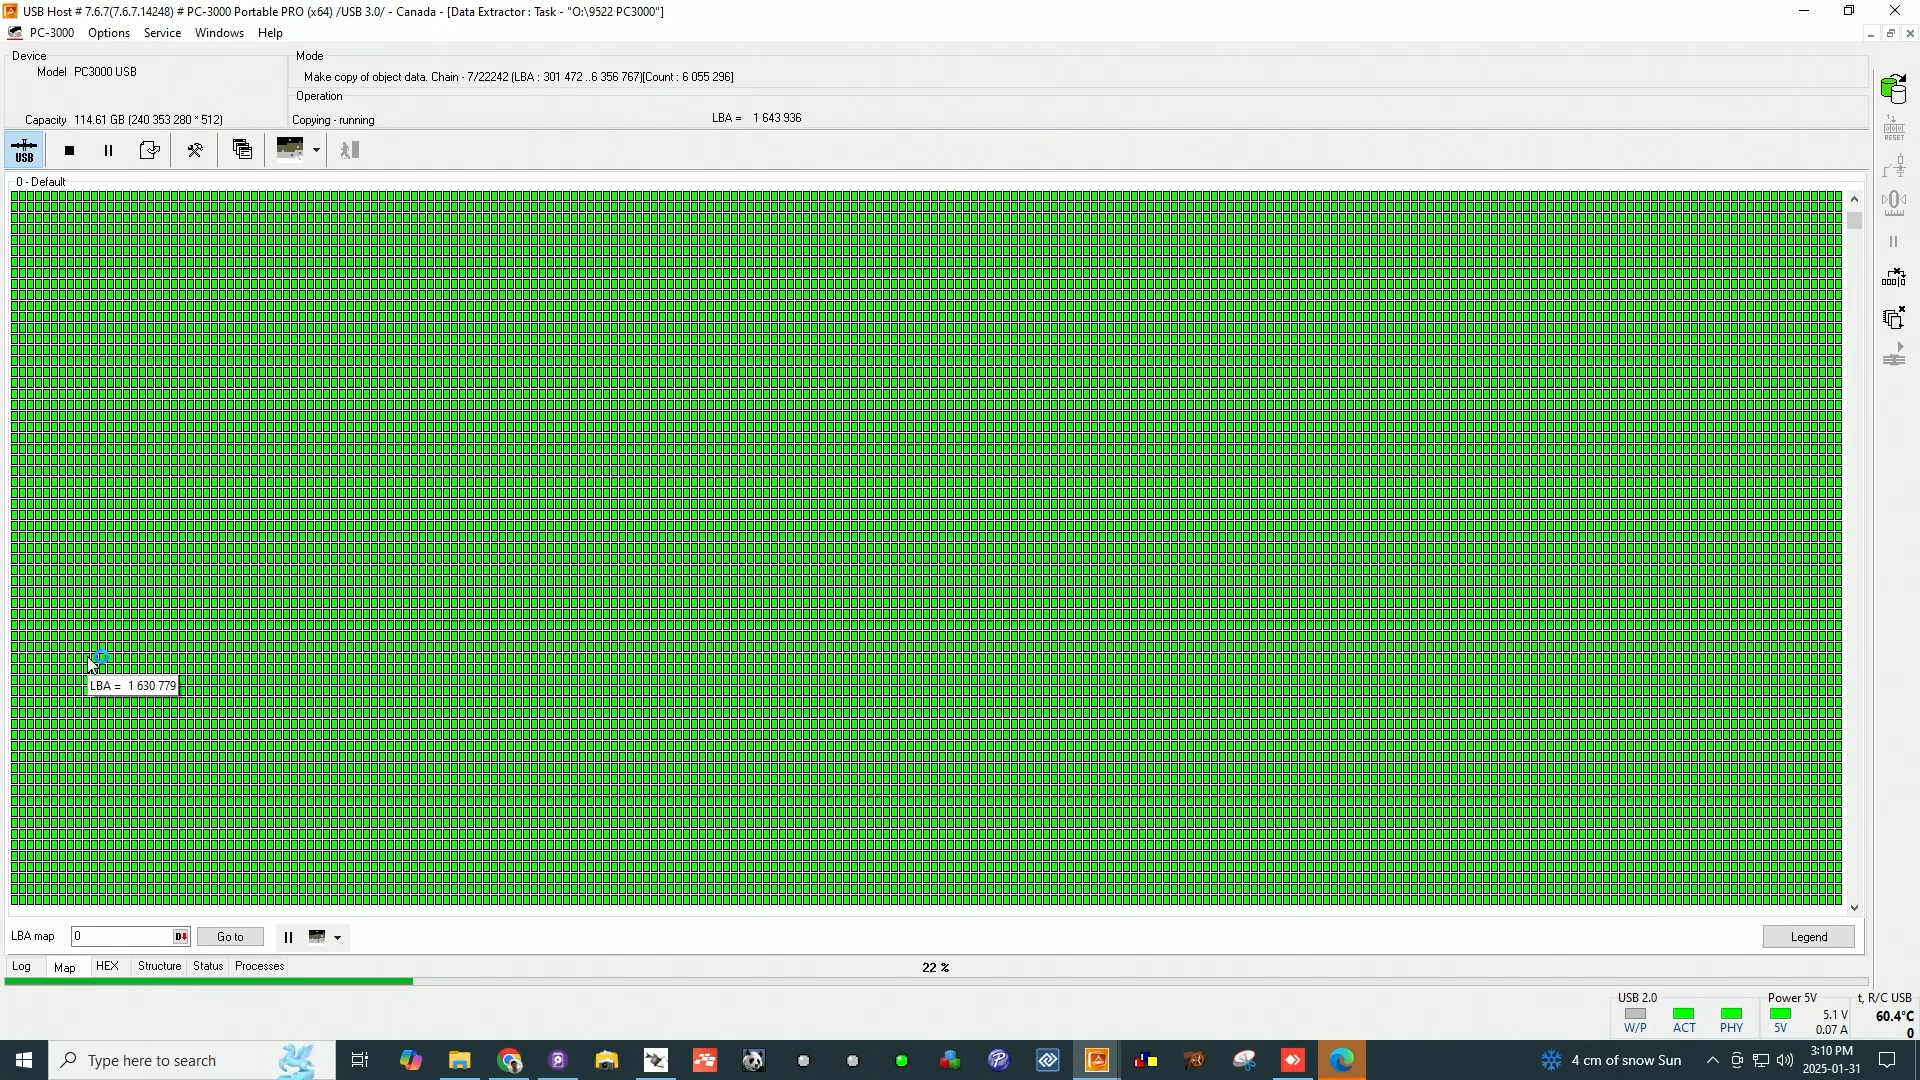 USB Host # 7.6.7(7.6.7.14248) # PC-3000 Portable PRO (x64) /USB 3.0/ - Canada - [Data Extractor : Task - "O:\9522 PC3000"]
PC-3000 Options Service Windows Help
Device
Model PC3000 USB
Capacity 114.61 GB (240 353 280 * 512)
Mode
Make copy of object data. Chain - 7/22242 (LBA : 301 472 ..6 356 767)[Count : 6 055 296]
Operation
Copying - running
LBA = 1 643 936
USB
RESET
0 - Default
LBA = 1 630 779
LBA map 0 D Go to Legend
Log Map HEX Structure Status Processes
22 %
USB 2.0 Power 5V t, R/C USB
W/P ACT PHY 5V
5.1 V
0.07 A
60.4°C
0
Type here to search
4 cm of snow Sun
3:10 PM
2025-01-31